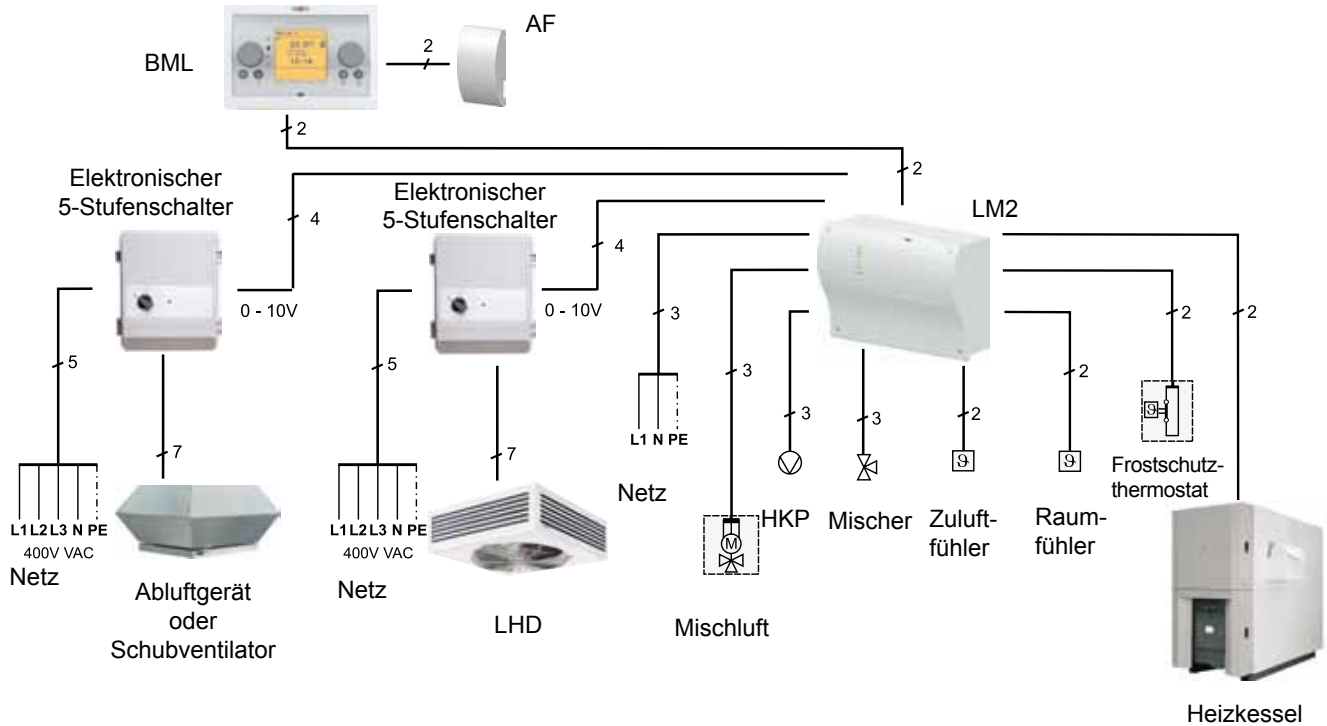 AF
BML
2
2
2
Elektronischer
5-Stufenschalter
Elektronischer
5-Stufenschalter
LM2
4
4
0 - 10V
0 - 10V
5
5
3
3
3
3
2
2
2
2
7
7
L1 L2 L3 N PE
400V VAC
Netz
L1 L2 L3 N PE
400V VAC
Netz
L1 N PE
Netz
Abluftgerät
oder
Schubventilator
LHD
M
Mischluft
HKP
Mischer
ϑ
Zuluft-
fühler
ϑ
Raum-
fühler
ϑ
Frostschutz-
thermostat
Heizkessel